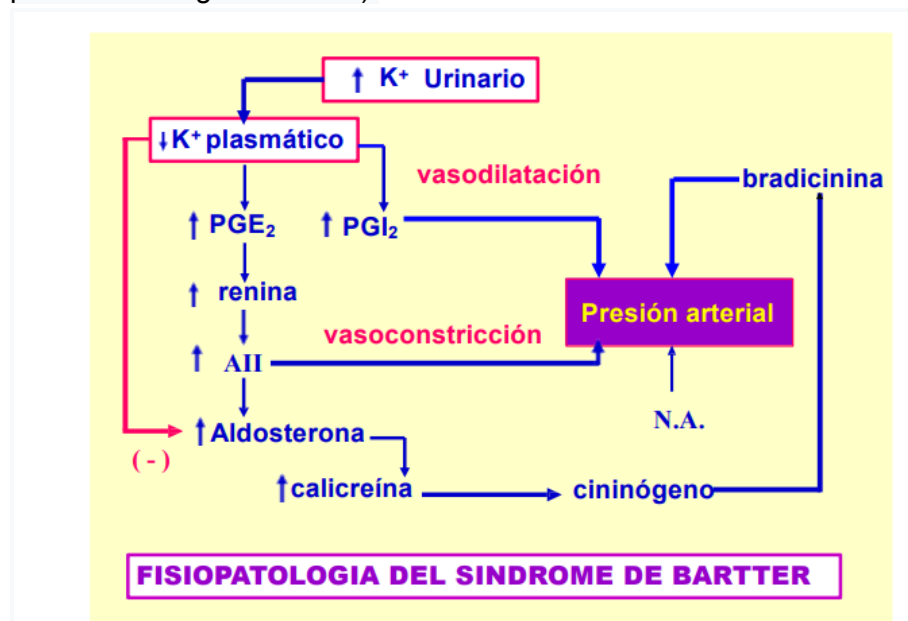 ↑ K⁺ Urinario
↓K⁺ plasmático
vasodilatación
bradicinina
↑ PGE₂
↑ PGI₂
↑ renina
Presión arterial
vasoconstricción
↑ AII
N.A.
↑Aldosterona
(-)
↑calicreína
cininógeno
FISIOPATOLOGIA DEL SINDROME DE BARTTER